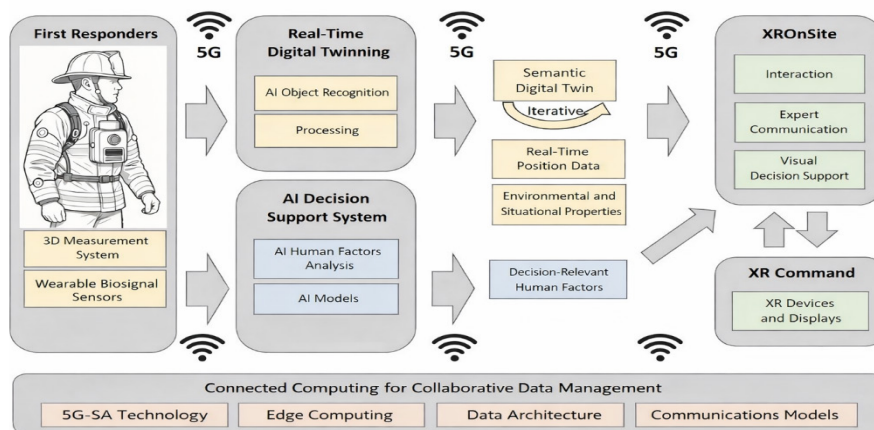 First Responders
3D Measurement
System
Wearable Biosignal
Sensors
5G
Real-Time
Digital Twinning
AI Object Recognition
Processing
AI Decision
Support System
AI Human Factors
Analysis
AI Models
5G
Semantic
Digital Twin
Iterative
Real-Time
Position Data
Environmental and
Situational Properties
Decision-Relevant
Human Factors
5G
XROnSite
Interaction
Expert
Communication
Visual
Decision Support
XR Command
XR Devices
and Displays
Connected Computing for Collaborative Data Management
5G-SA Technology
Edge Computing
Data Architecture
Communications Models